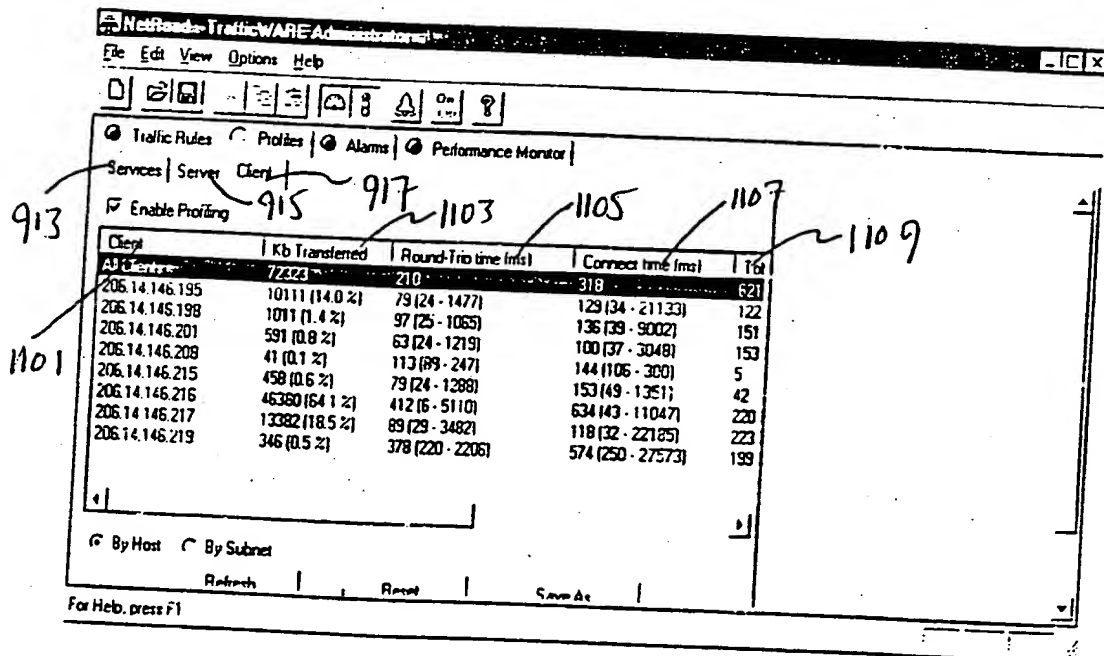 NetRoads-TrafficWARE Administrator
File Edit View Options Help
On
?
Traffic Rules Profiles Alarms Performance Monitor
Services Server Client
913 915 917 1103 1105 1107 1109
Enable Profiling
Client Kb Transferred Round-Trip time (ms) Connect time (ms) Tot
All Clients 72323 210 318 621
206.14.146.195 10111 (14.0 %) 79 (24 - 1477) 129 (34 - 21133) 122
206.14.146.198 1011 (1.4 %) 97 (25 - 1065) 136 (39 - 9002) 151
206.14.146.201 591 (0.8 %) 63 (24 - 1219) 100 (37 - 3048) 153
206.14.146.208 41 (0.1 %) 113 (89 - 247) 144 (106 - 300) 5
206.14.146.215 458 (0.6 %) 79 (24 - 1288) 153 (49 - 1351) 42
206.14.146.216 46380 (64.1 %) 412 (6 - 5110) 634 (43 - 11047) 220
206.14.146.217 13382 (18.5 %) 89 (29 - 3482) 118 (32 - 22185) 223
206.14.146.219 346 (0.5 %) 378 (220 - 2206) 574 (250 - 27573) 199
1101
By Host By Subnet
Refresh Reset Save As
For Help, press F1